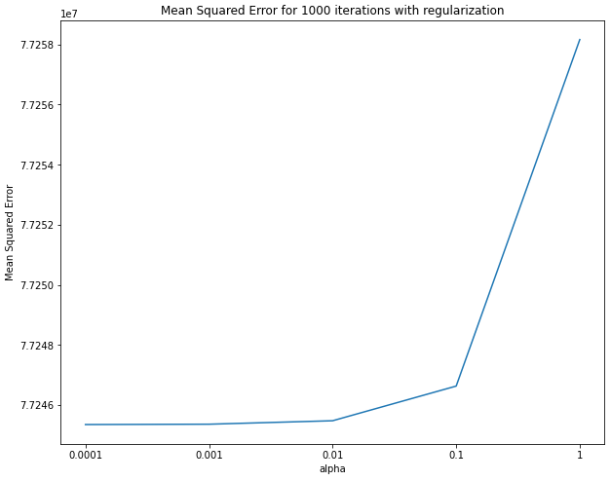 Mean Squared Error for 1000 iterations with regularization
1e7
7.7258
7.7256
7.7254
7.7252
7.7250
7.7248
7.7246
Mean Squared Error
0.0001 0.001 0.01 0.1 1
alpha